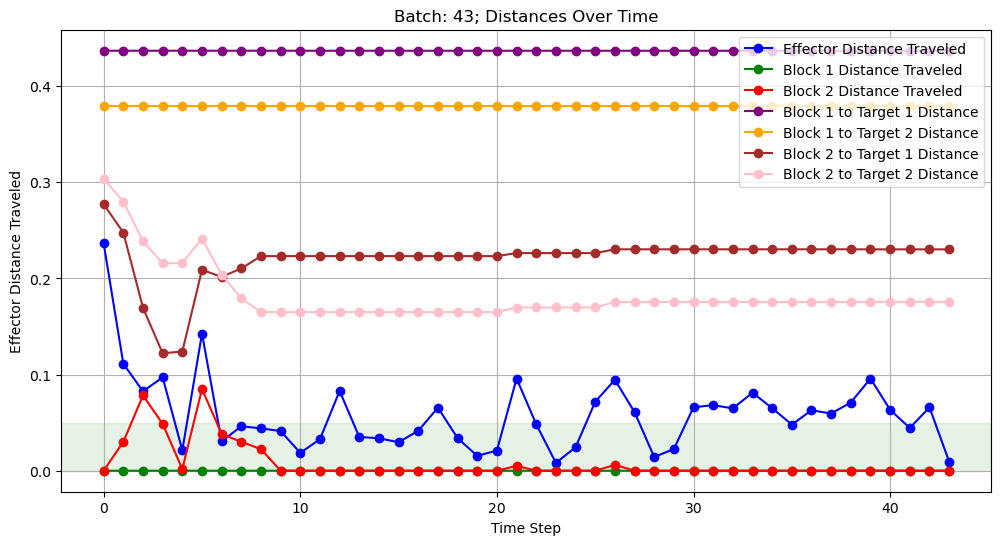 Batch: 43; Distances Over Time
Effector Distance Traveled
Block 1 Distance Traveled
Block 2 Distance Traveled
Block 1 to Target 1 Distance
Block 1 to Target 2 Distance
Block 2 to Target 1 Distance
Block 2 to Target 2 Distance
Effector Distance Traveled
0.4
0.3
0.2
0.1
0.0
0 10 20 30 40
Time Step